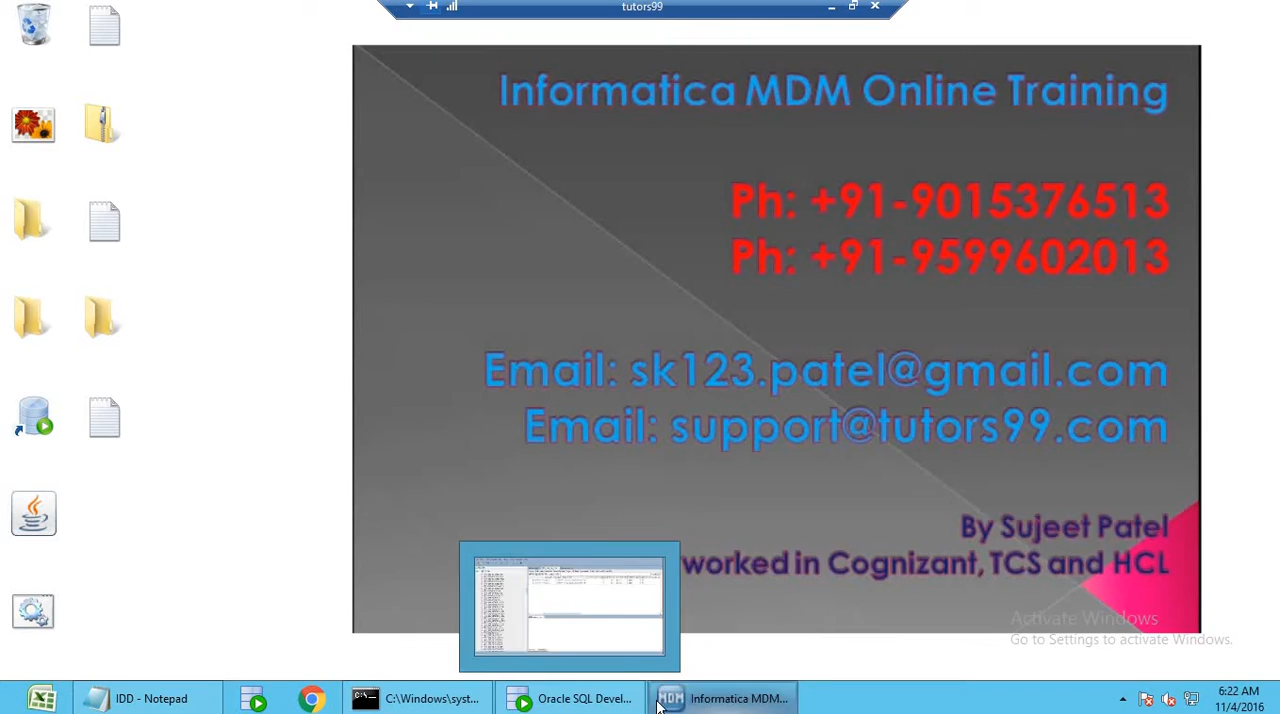 tutors99
Informatica MDM Online Training
Ph: +91-9015376513
Ph: +91-9599602013
Email: sk123.patel@gmail.com
Email: support@tutors99.com
By Sujeet Patel
worked in Cognizant, TCS and HCL
Activate Windows
Go to Settings to activate Windows.
IDD - Notepad
C:\Windows\syst...
Oracle SQL Devel...
MDM
Informatica MDM...
6:22 AM
11/4/2016